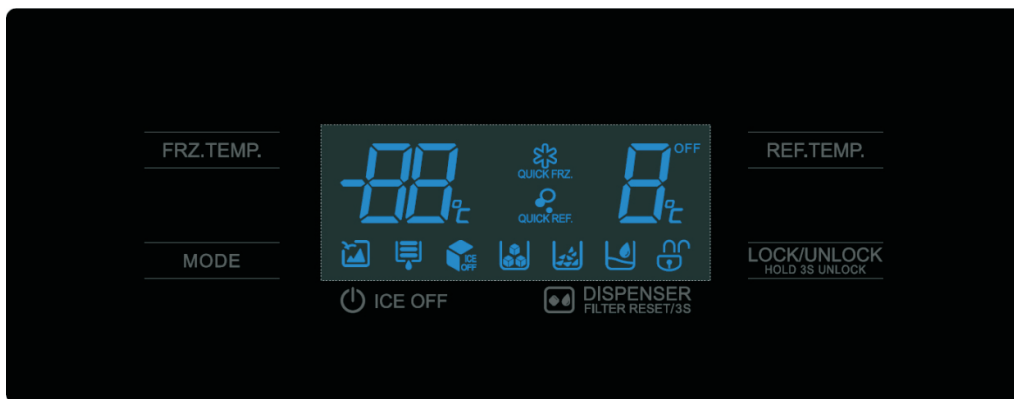 FRZ.TEMP.
-88°C
QUICK FRZ.
QUICK REF.
8°C
OFF
REF.TEMP.
MODE
ICE
OFF
LOCK/UNLOCK
HOLD 3S UNLOCK
ICE OFF
DISPENSER
FILTER RESET/3S